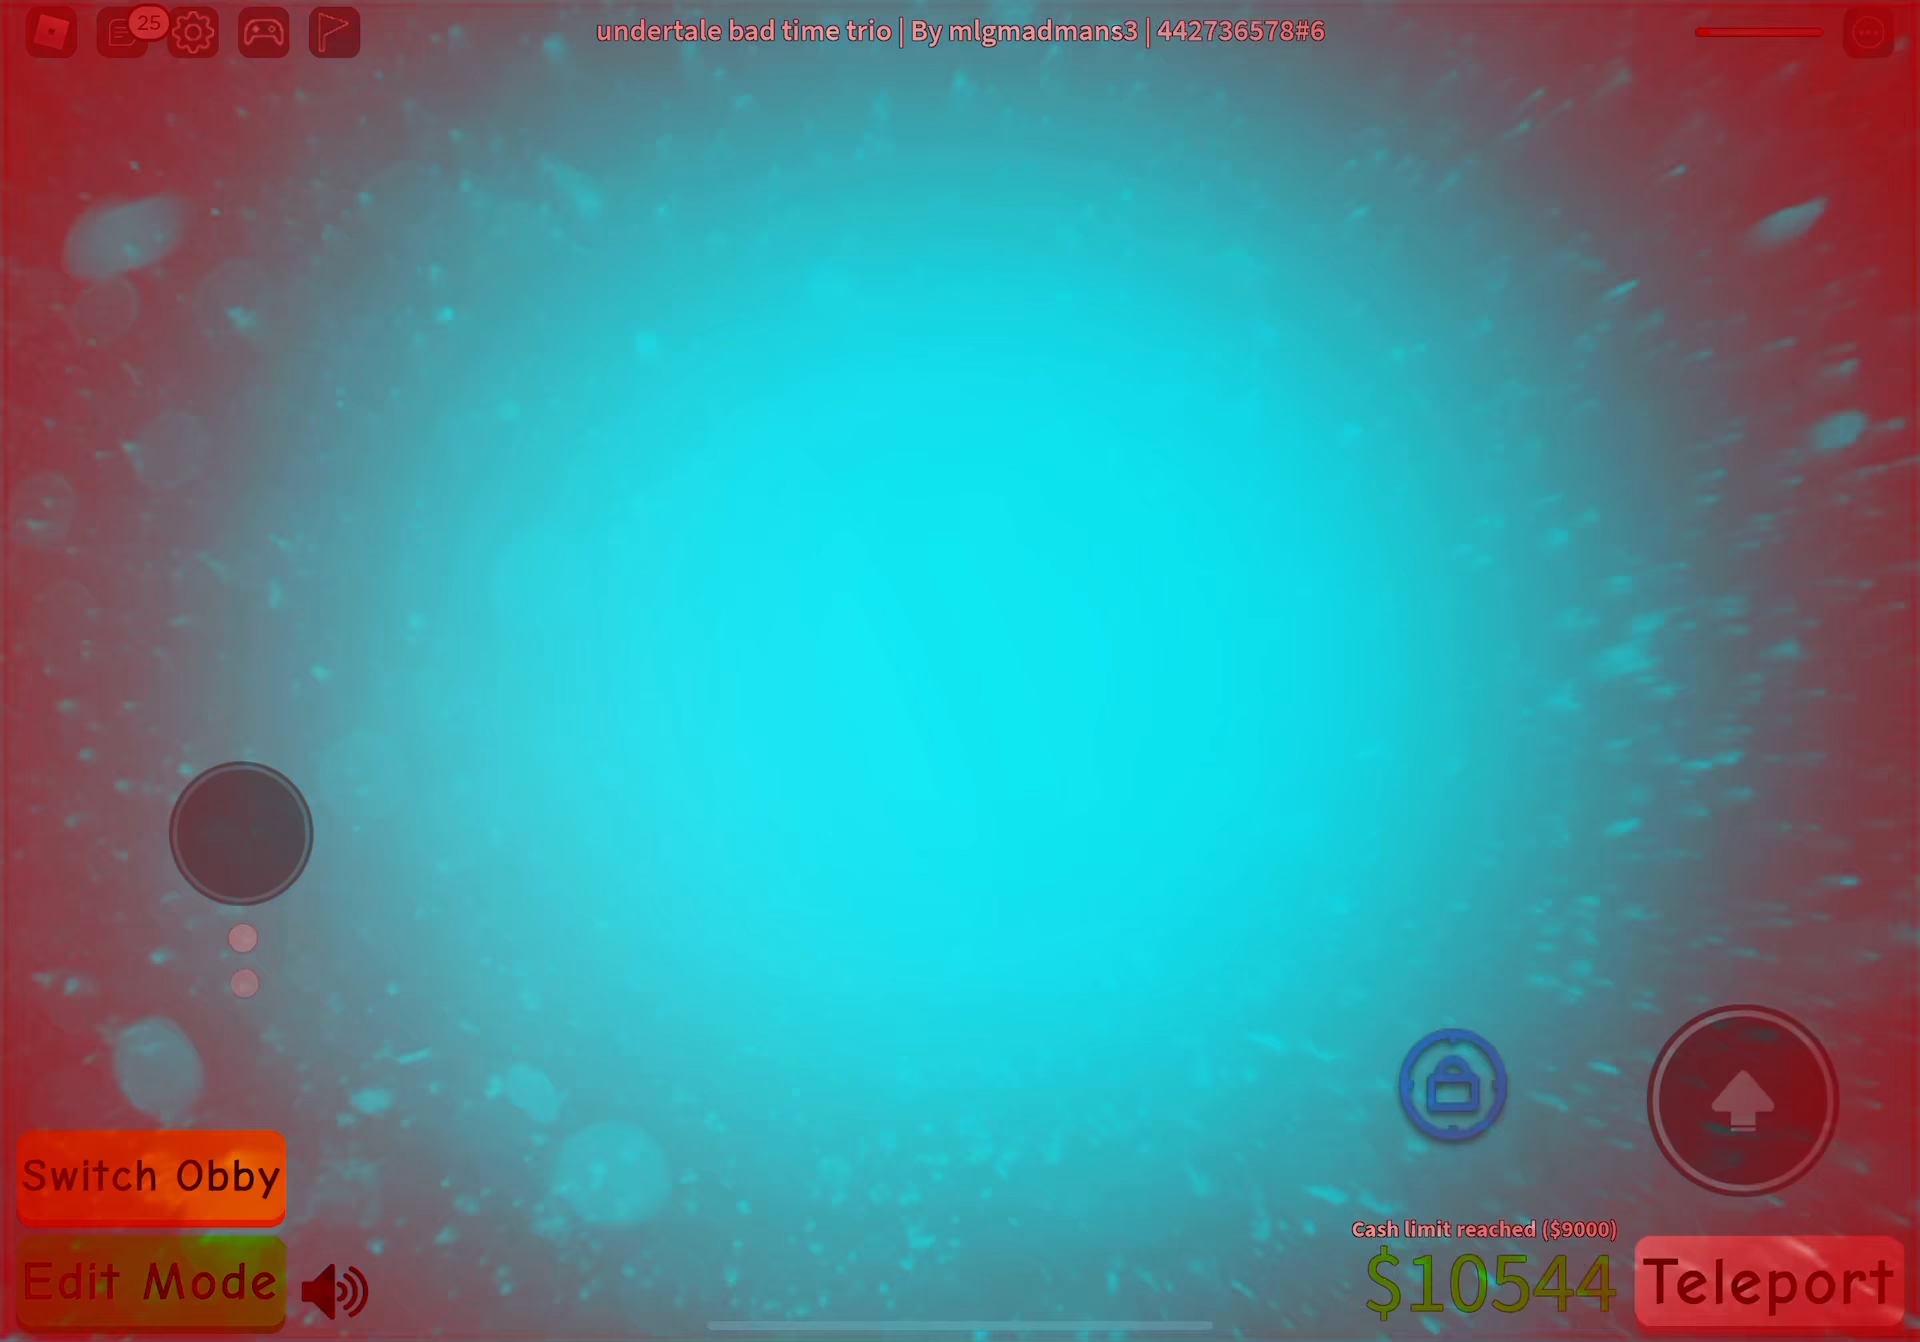 25
undertale bad time trio | By mlgmadmans3 | 442736578#6
Switch Obby
Edit Mode
Cash limit reached ($9000)
$10544
Teleport